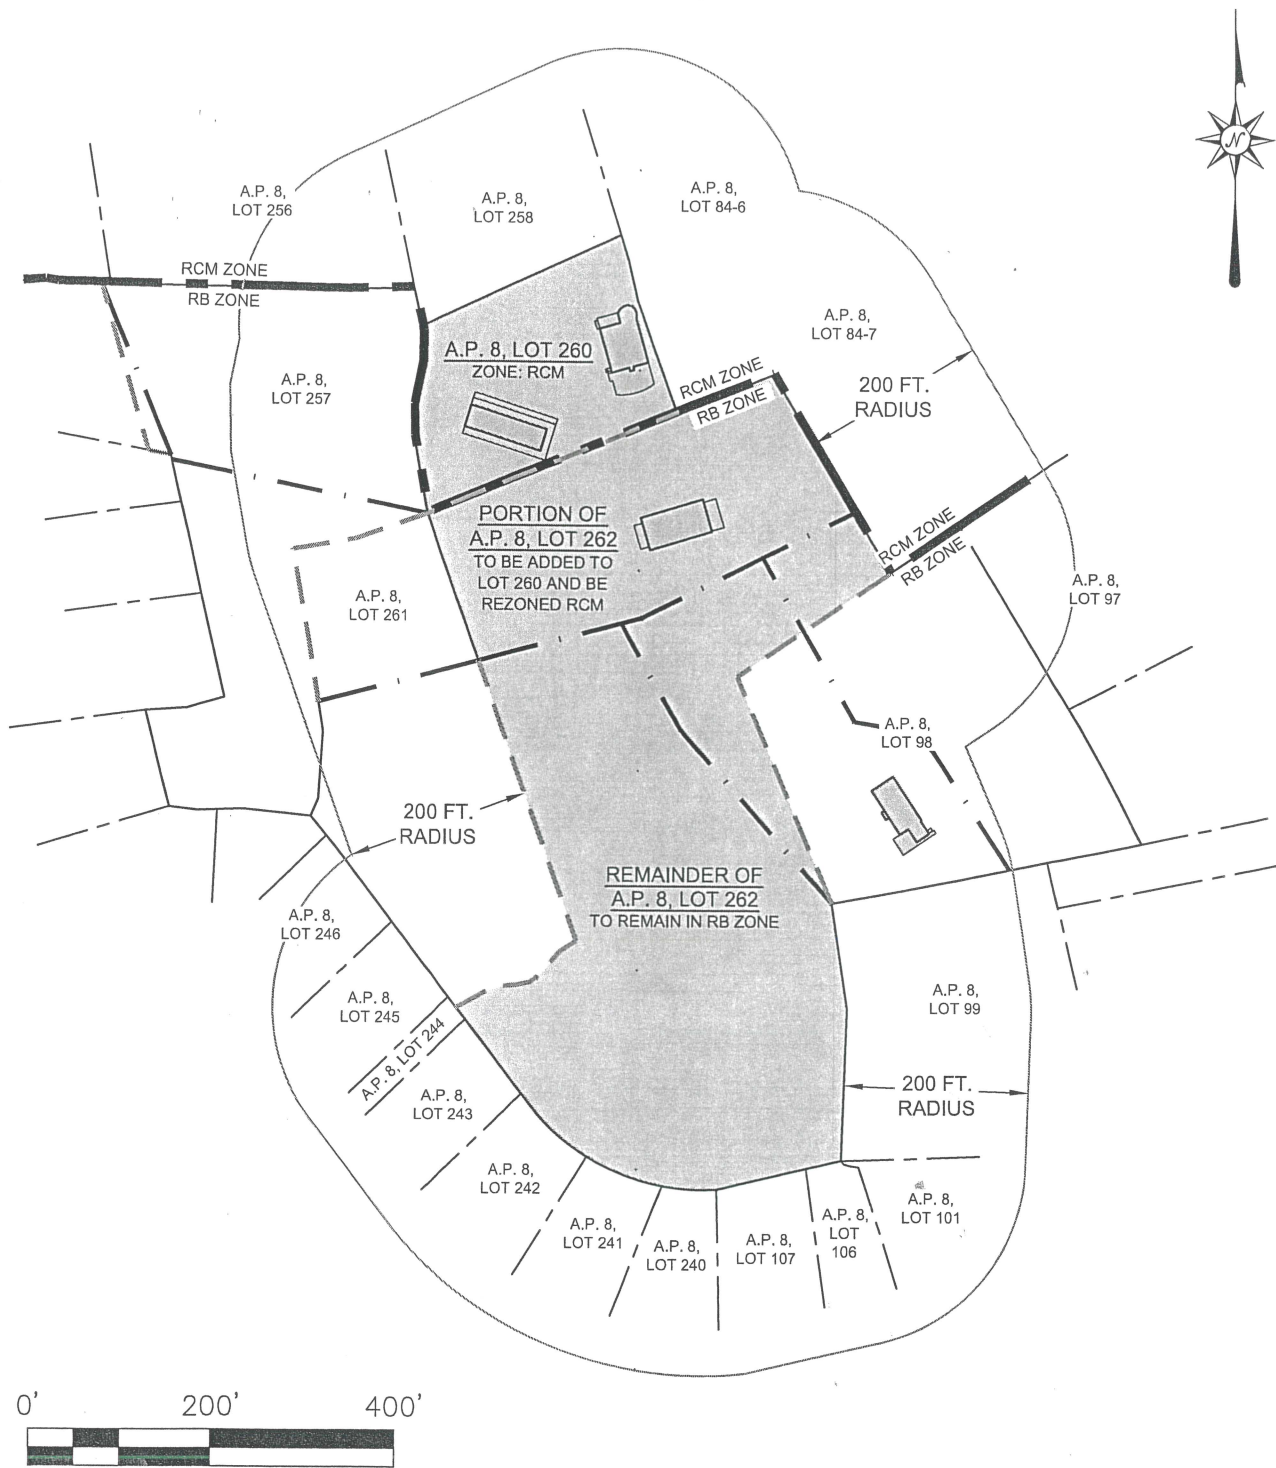 N
A.P. 8,
LOT 256
A.P. 8,
LOT 258
A.P. 8,
LOT 84-6
RCM ZONE
RB ZONE
A.P. 8,
LOT 84-7
A.P. 8, LOT 260
ZONE: RCM
A.P. 8,
LOT 257
RCM ZONE
RB ZONE
200 FT.
RADIUS
PORTION OF
A.P. 8, LOT 262
TO BE ADDED TO
LOT 260 AND BE
REZONED RCM
RCM ZONE
RB ZONE
A.P. 8,
LOT 97
A.P. 8,
LOT 261
A.P. 8,
LOT 98
200 FT.
RADIUS
REMAINDER OF
A.P. 8, LOT 262
TO REMAIN IN RB ZONE
A.P. 8,
LOT 246
A.P. 8,
LOT 245
A.P. 8, LOT 244
A.P. 8,
LOT 243
A.P. 8,
LOT 99
200 FT.
RADIUS
A.P. 8,
LOT 242
A.P. 8,
LOT 241
A.P. 8,
LOT 240
A.P. 8,
LOT 107
A.P. 8,
LOT
106
A.P. 8,
LOT 101
0' 200' 400'